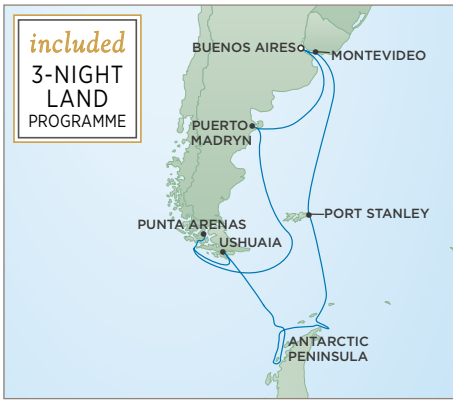 included
3-NIGHT
LAND
PROGRAMME
BUENOS AIRES
MONTEVIDEO
PUERTO
MADRYN
PORT STANLEY
PUNTA ARENAS
USHUAIA
ANTARCTIC
PENINSULA